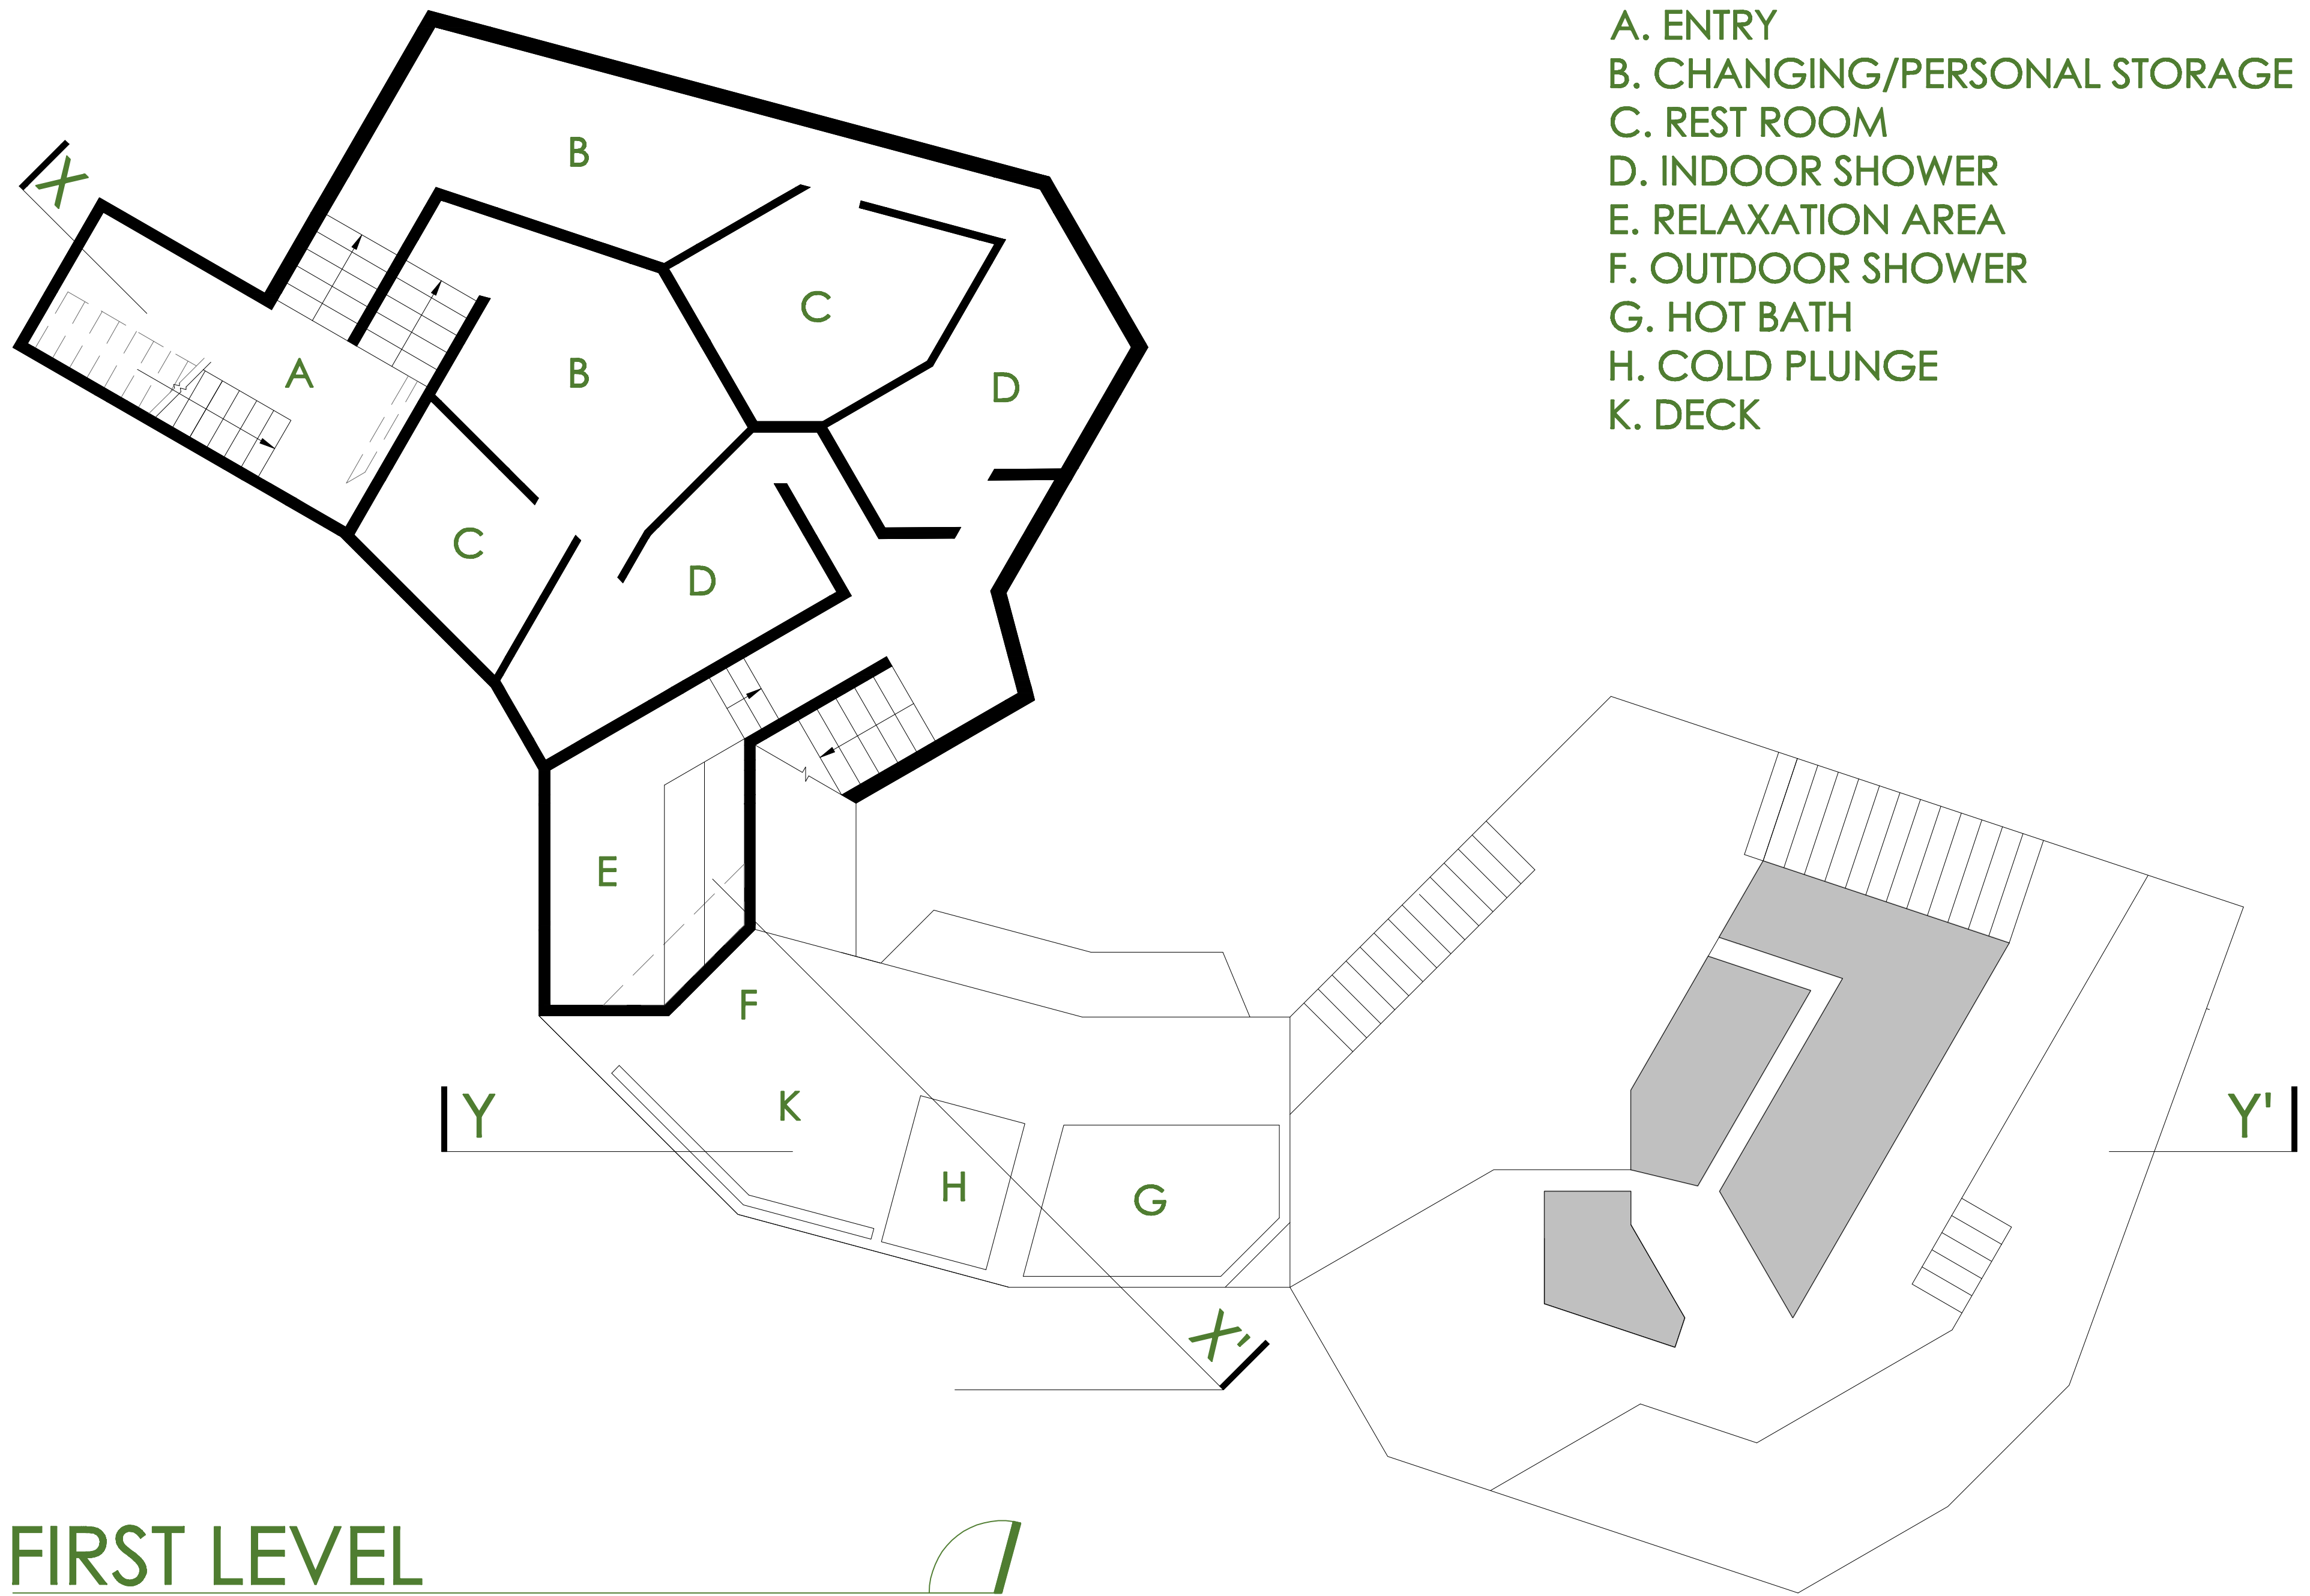 A. ENTRY
B. CHANGING/PERSONAL STORAGE
C. REST ROOM
D. INDOOR SHOWER
E. RELAXATION AREA
F. OUTDOOR SHOWER
G. HOT BATH
H. COLD PLUNGE
K. DECK
B
X
C
A
B
D
C
D
E
F
K
Y
Y'
H
G
X'
FIRST LEVEL